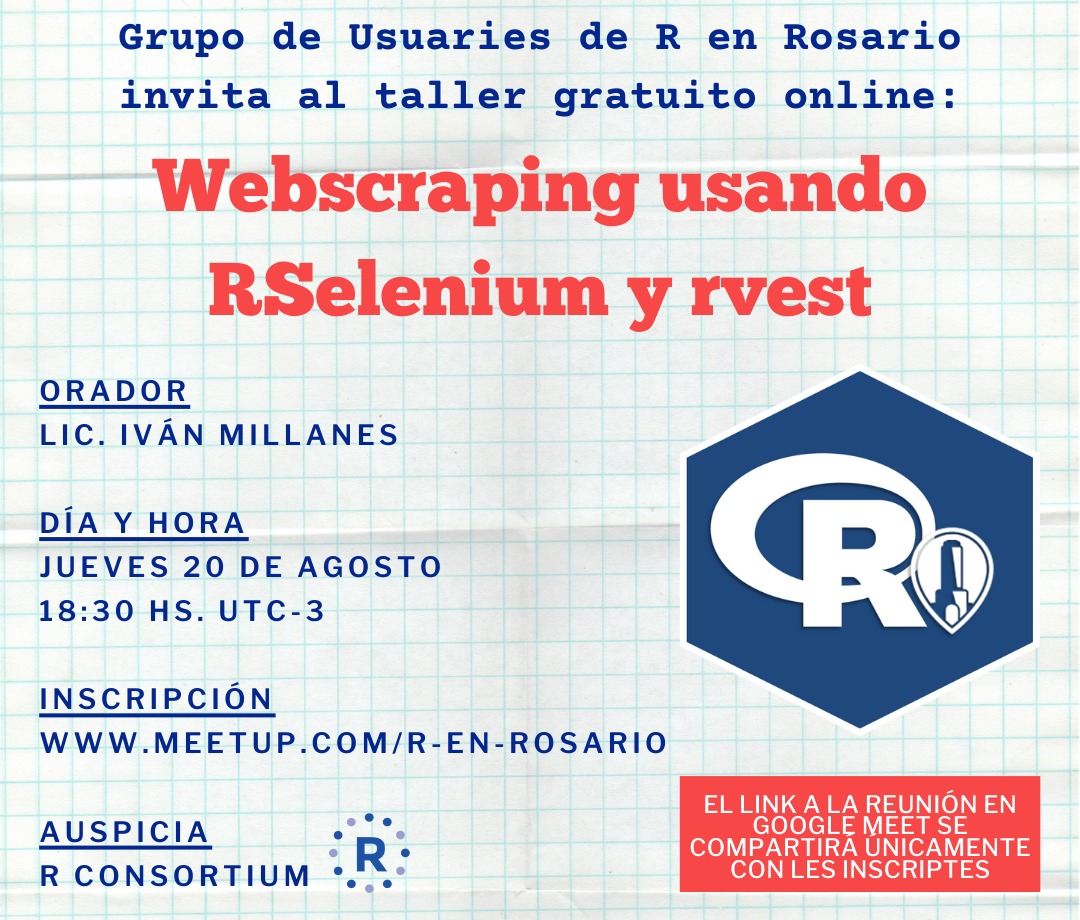 Grupo de Usuaries de R en Rosario
invita al taller gratuito online:
Webscraping usando
RSelenium y rvest
ORADOR
LIC. IVÁN MILLANES
DÍA Y HORA
JUEVES 20 DE AGOSTO
18:30 HS. UTC-3
INSCRIPCIÓN
WWW.MEETUP.COM/R-EN-ROSARIO
AUSPICIA
R CONSORTIUM
R
R
EL LINK A LA REUNIÓN EN
GOOGLE MEET SE
COMPARTIRÁ ÚNICAMENTE
CON LES INSCRIPTES